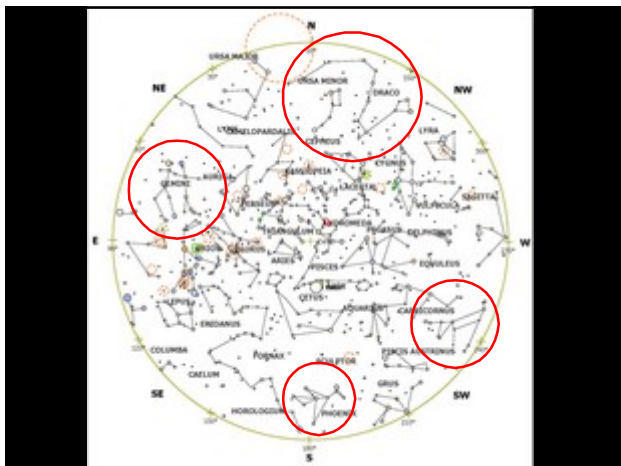 N
URSA MAJOR
NE
URSA MINOR
NW
DRACO
LYRA
CEPHEUS
CYGNUS
CASSIOPEIA
GEMINI
LACERTA
PERSEUS
VULPECULA
SAGITTA
ANDROMEDA
TRIANGULUM
PEGASUS
DELPHINUS
E
W
ARIES
PISCES
EQUULEUS
CETUS
LEPUS
AQUARIUS
CAPRICORNUS
ERIDANUS
COLUMBA
FORNAX
SCULPTOR
PISCIS AUSTRINUS
CAELUM
GRUS
SE
SW
HOROLOGIUM
PHOENIX
S